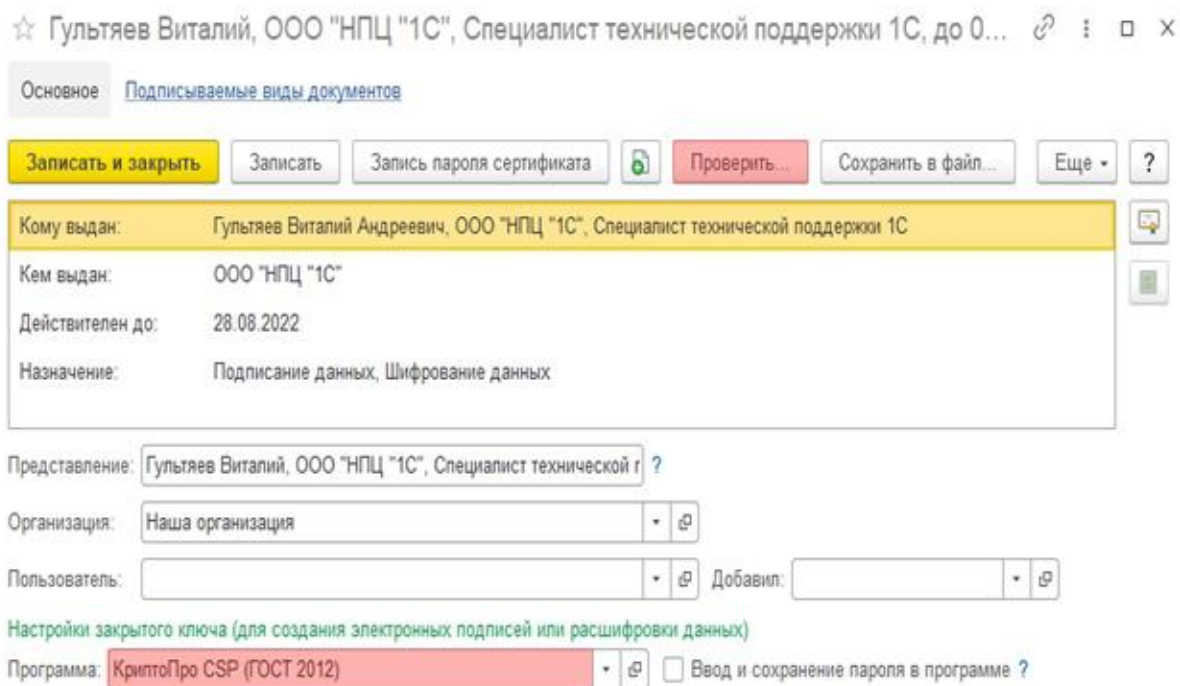 Гультяев Виталий, ООО "НПЦ "1С", Специалист технической поддержки 1С, до 0...
Основное Подписываемые виды документов
Записать и закрыть Записать Запись пароля сертификата Проверить... Сохранить в файл... Еще ?
Кому выдан: Гультяев Виталий Андреевич, ООО "НПЦ "1С", Специалист технической поддержки 1С
Кем выдан: ООО "НПЦ "1С"
Действителен до: 28.08.2022
Назначение: Подписание данных, Шифрование данных
Представление: Гультяев Виталий, ООО "НПЦ "1С", Специалист технической г ?
Организация: Наша организация
Пользователь: Добавил:
Настройки закрытого ключа (для создания электронных подписей или расшифровки данных)
Программа: КриптоПро CSP (ГОСТ 2012) Ввод и сохранение пароля в программе ?